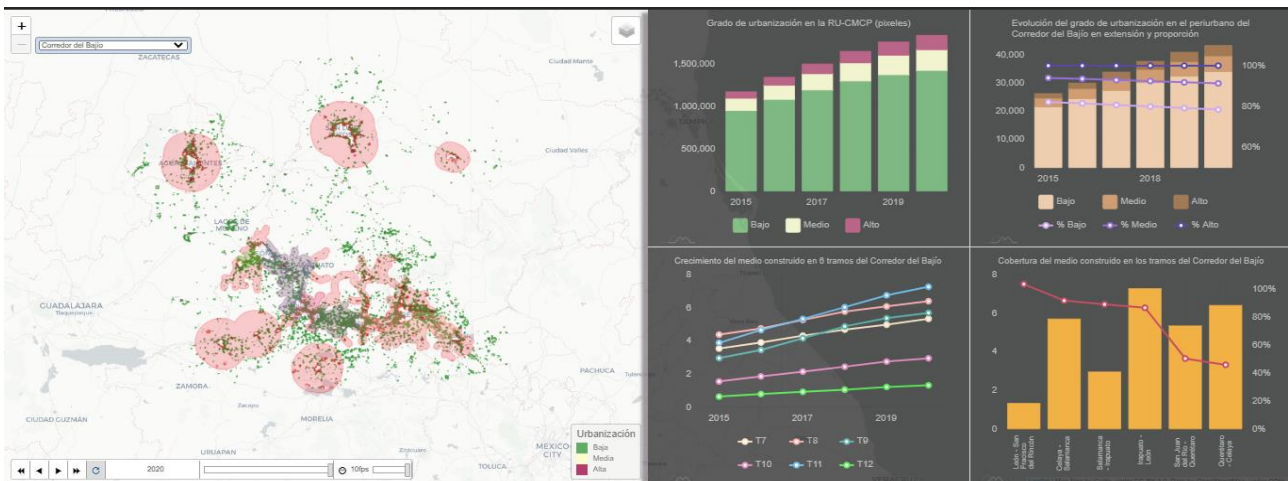 +
−
Corredor del Bajío
ZACATECAS
Ciudad Mante
Ciudad Valles
LAGOS DE
MORENO
GUADALAJARA
Tlaquepaque
ZAMORA
Zacapu
MORELIA
CIUDAD GUZMÁN
URUAPAN
PACHUCA
MEXICO
CITY
TOLUCA
Urbanización
Baja
Media
Alta
2020
10fps
Grado de urbanización en la RU-CMCP (pixeles)
1,500,000
1,000,000
500,000
0
2015
2017
2019
Bajo
Medio
Alto
Evolución del grado de urbanización en el periurbano del
Corredor del Bajío en extensión y proporción
40,000
30,000
20,000
10,000
0
100%
80%
60%
2015
2018
Bajo
Medio
Alto
% Bajo
% Medio
% Alto
Crecimiento del medio construido en 6 tramos del Corredor del Bajío
8
6
4
2
0
2015
2017
2019
T7
T8
T9
T10
T11
T12
Cobertura del medio construido en los tramos del Corredor del Bajío
8
6
4
2
0
100%
80%
60%
40%
20%
0%
León - San
Francisco
del Rincón
Celaya -
Salamanca
Salamanca
- Irapuato
Irapuato -
León
San Juan
del Río -
Querétaro
Querétaro
- Celaya